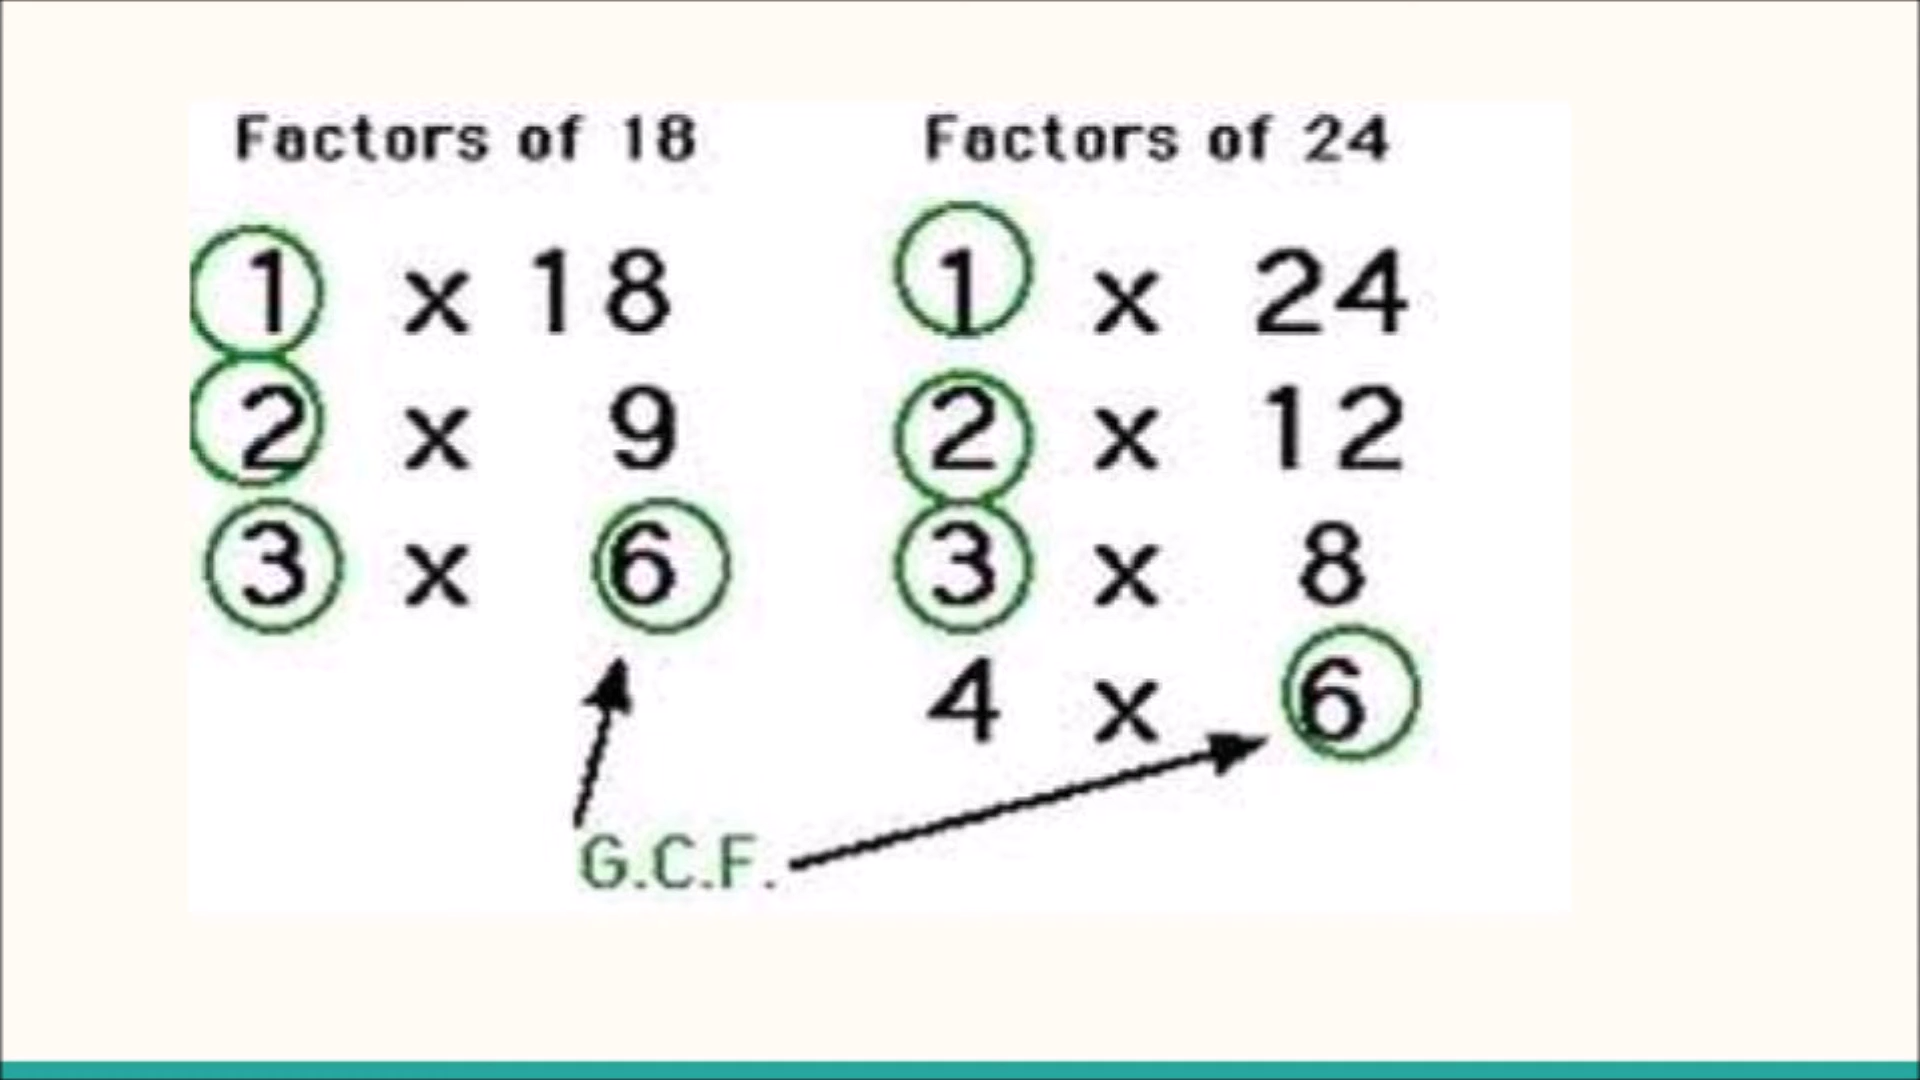 Factors of 18
1 x 18
2 x 9
3 x 6
Factors of 24
1 x 24
2 x 12
3 x 8
4 x 6
G.C.F.